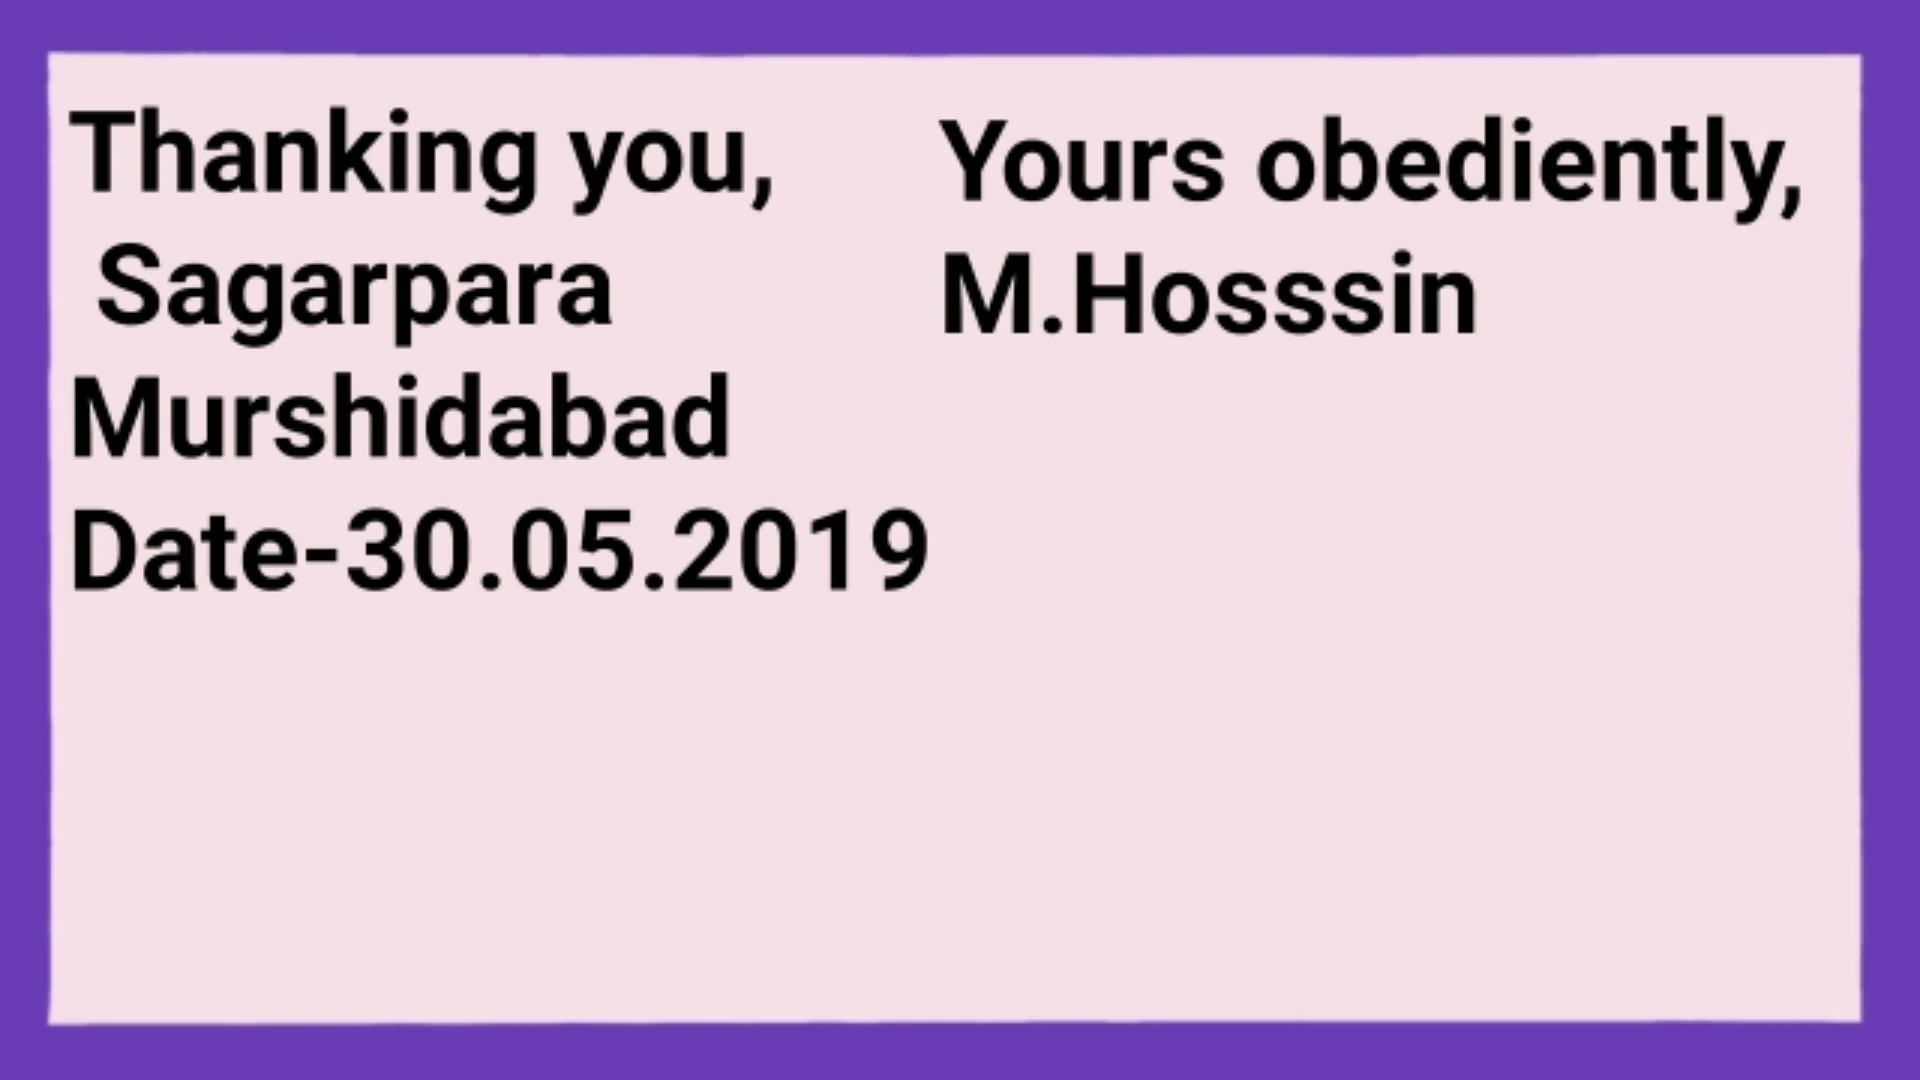 Thanking you,
Sagarpara
Murshidabad
Date-30.05.2019
Yours obediently,
M.Hosssin